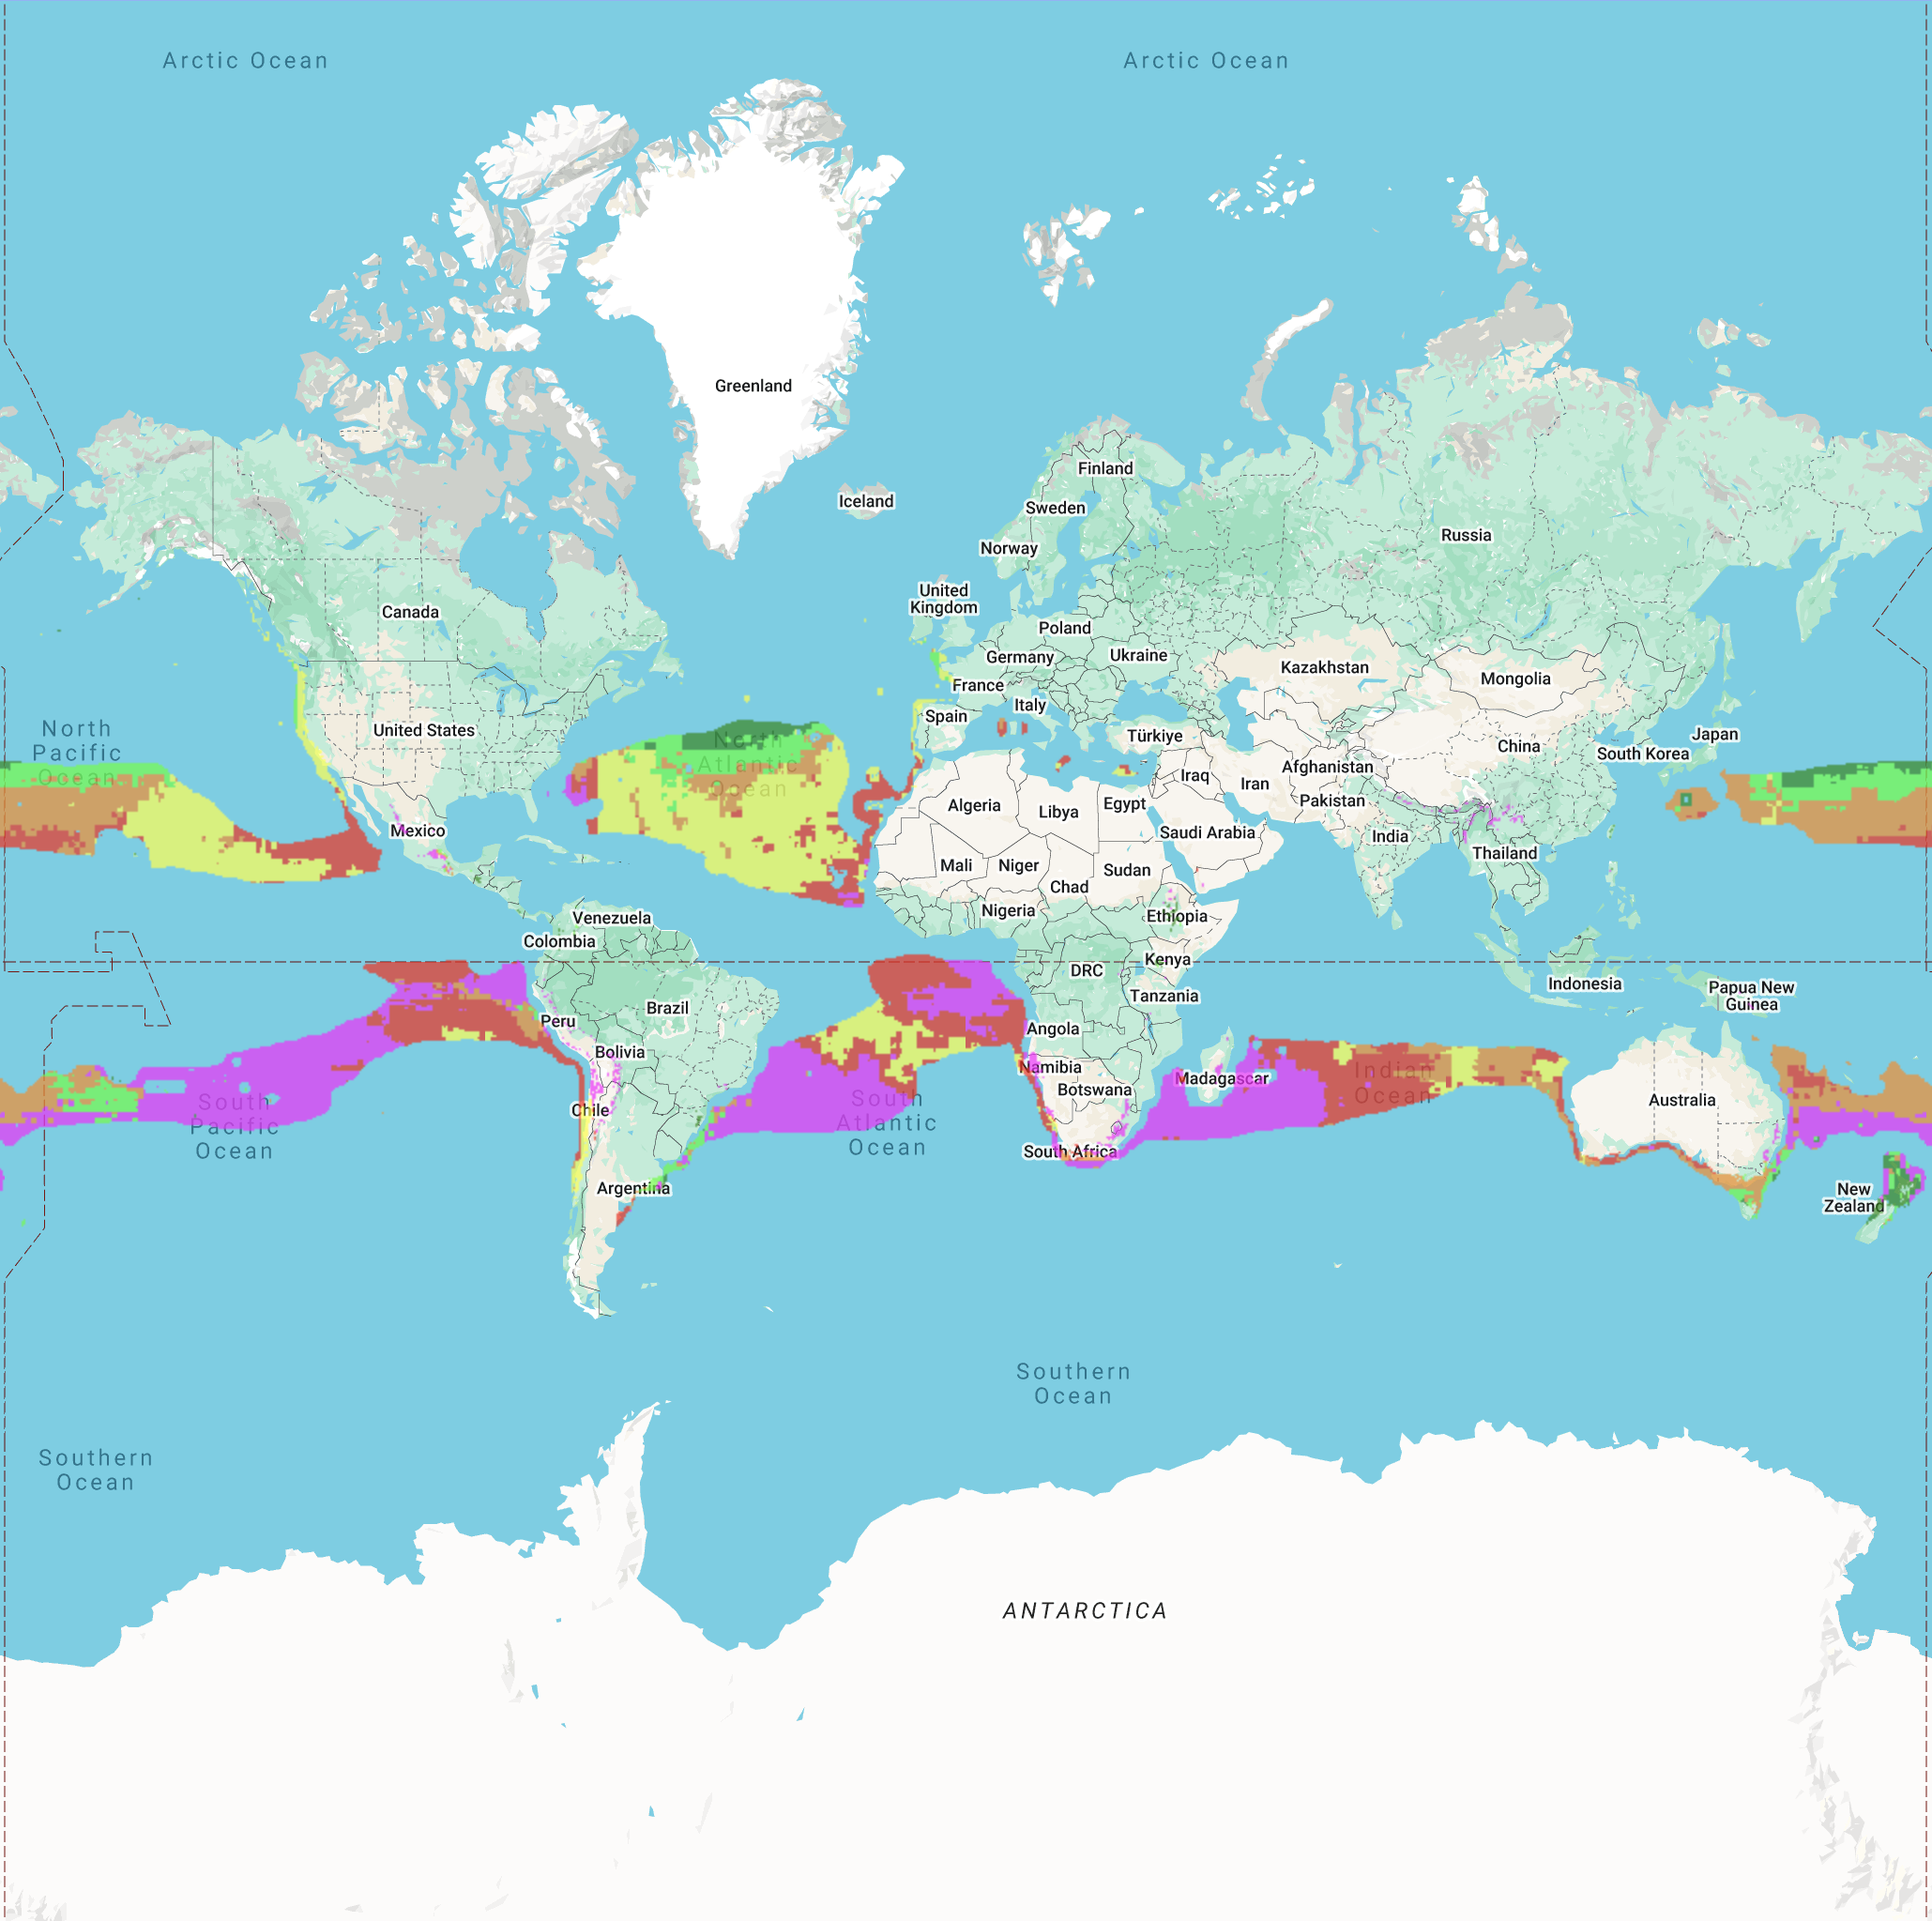 Arctic Ocean
Arctic Ocean
Greenland
Iceland
Finland
Sweden
Norway
Russia
United
Kingdom
Canada
Poland
Germany
Ukraine
Kazakhstan
Mongolia
France
Italy
Spain
United States
Türkiye
North
Pacific
Ocean
North
Atlantic
Ocean
Japan
China
South Korea
Iraq
Iran
Afghanistan
Pakistan
Algeria
Libya
Egypt
Saudi Arabia
India
Mexico
Thailand
Mali
Niger
Chad
Sudan
Nigeria
Ethiopia
Venezuela
Colombia
DRC
Kenya
Tanzania
Indonesia
Papua New
Guinea
Brazil
Peru
Angola
Bolivia
Namibia
Botswana
Madagascar
Indian
Ocean
Australia
Chile
South
Pacific
Ocean
South
Atlantic
Ocean
South Africa
Argentina
New
Zealand
Southern
Ocean
Southern
Ocean
ANTARCTICA